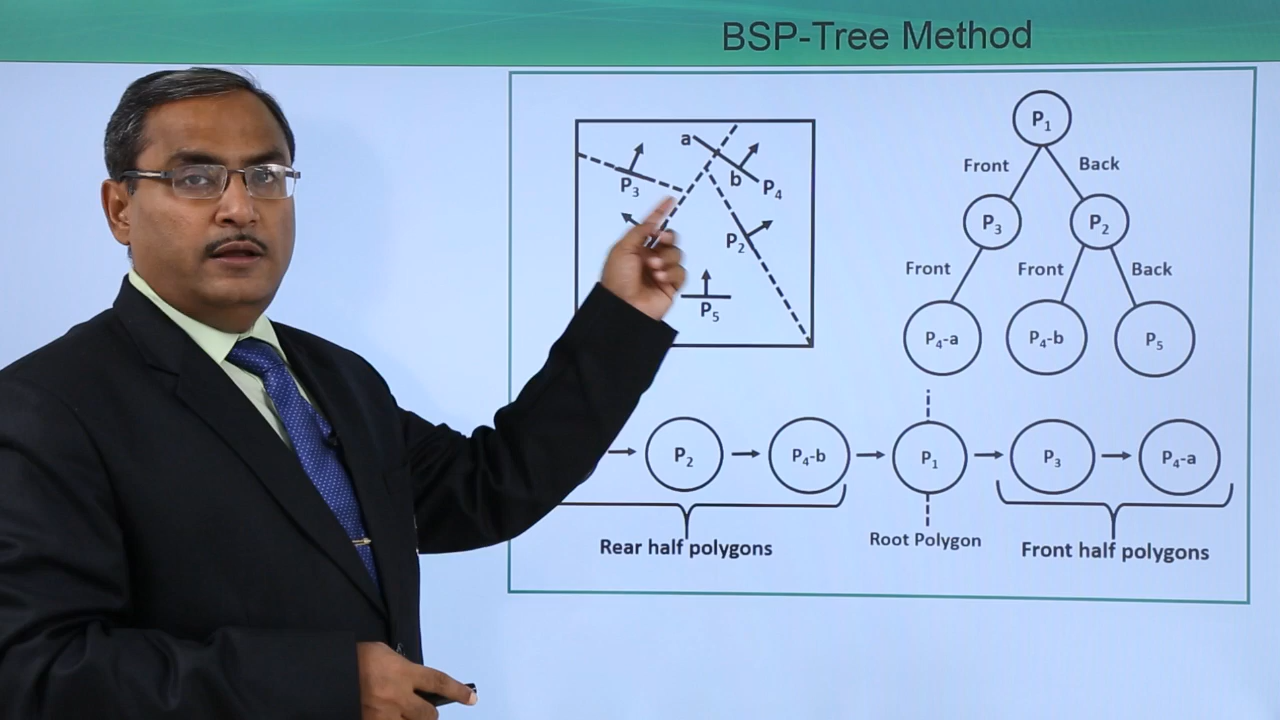 BSP-Tree Method
a
P₃
b
P₄
P₂
P₅
P₁
Front
Back
P₃
P₂
Front
Front
Back
P₄-a
P₄-b
P₅
P₂
P₄-b
P₁
P₃
P₄-a
Rear half polygons
Root Polygon
Front half polygons